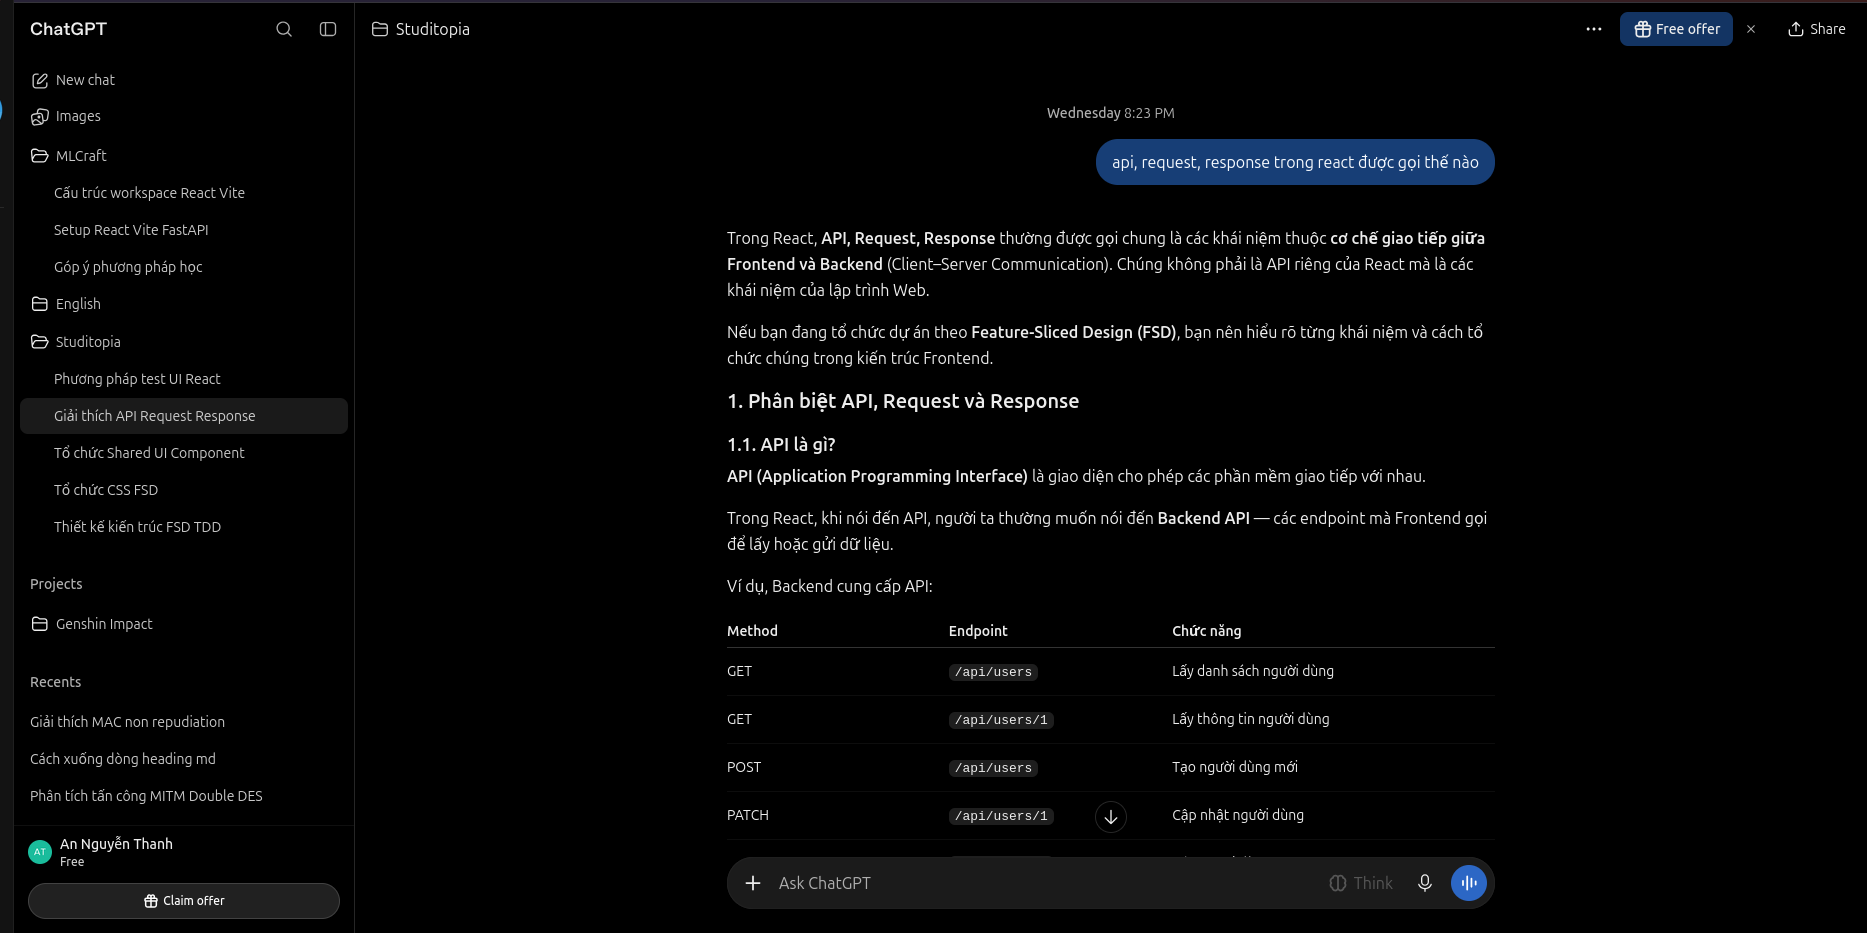 ChatGPT
New chat
Images
MLCraft
Cấu trúc workspace React Vite
Setup React Vite FastAPI
Góp ý phương pháp học
English
Studitopia
Phương pháp test UI React
Giải thích API Request Response
Tổ chức Shared UI Component
Tổ chức CSS FSD
Thiết kế kiến trúc FSD TDD
Projects
Genshin Impact
Recents
Giải thích MAC non repudiation
Cách xuống dòng heading md
Phân tích tấn công MITM Double DES
AT
An Nguyễn Thanh
Free
Claim offer
Studitopia
Free offer
Share
Wednesday 8:23 PM
api, request, response trong react được gọi thế nào
Trong React, API, Request, Response thường được gọi chung là các khái niệm thuộc cơ chế giao tiếp giữa
Frontend và Backend (Client–Server Communication). Chúng không phải là API riêng của React mà là các
khái niệm của lập trình Web.
Nếu bạn đang tổ chức dự án theo Feature-Sliced Design (FSD), bạn nên hiểu rõ từng khái niệm và cách tổ
chức chúng trong kiến trúc Frontend.
1. Phân biệt API, Request và Response
1.1. API là gì?
API (Application Programming Interface) là giao diện cho phép các phần mềm giao tiếp với nhau.
Trong React, khi nói đến API, người ta thường muốn nói đến Backend API — các endpoint mà Frontend gọi
để lấy hoặc gửi dữ liệu.
Ví dụ, Backend cung cấp API:
Method Endpoint Chức năng
GET /api/users Lấy danh sách người dùng
GET /api/users/1 Lấy thông tin người dùng
POST /api/users Tạo người dùng mới
PATCH /api/users/1 Cập nhật người dùng
Ask ChatGPT
Think